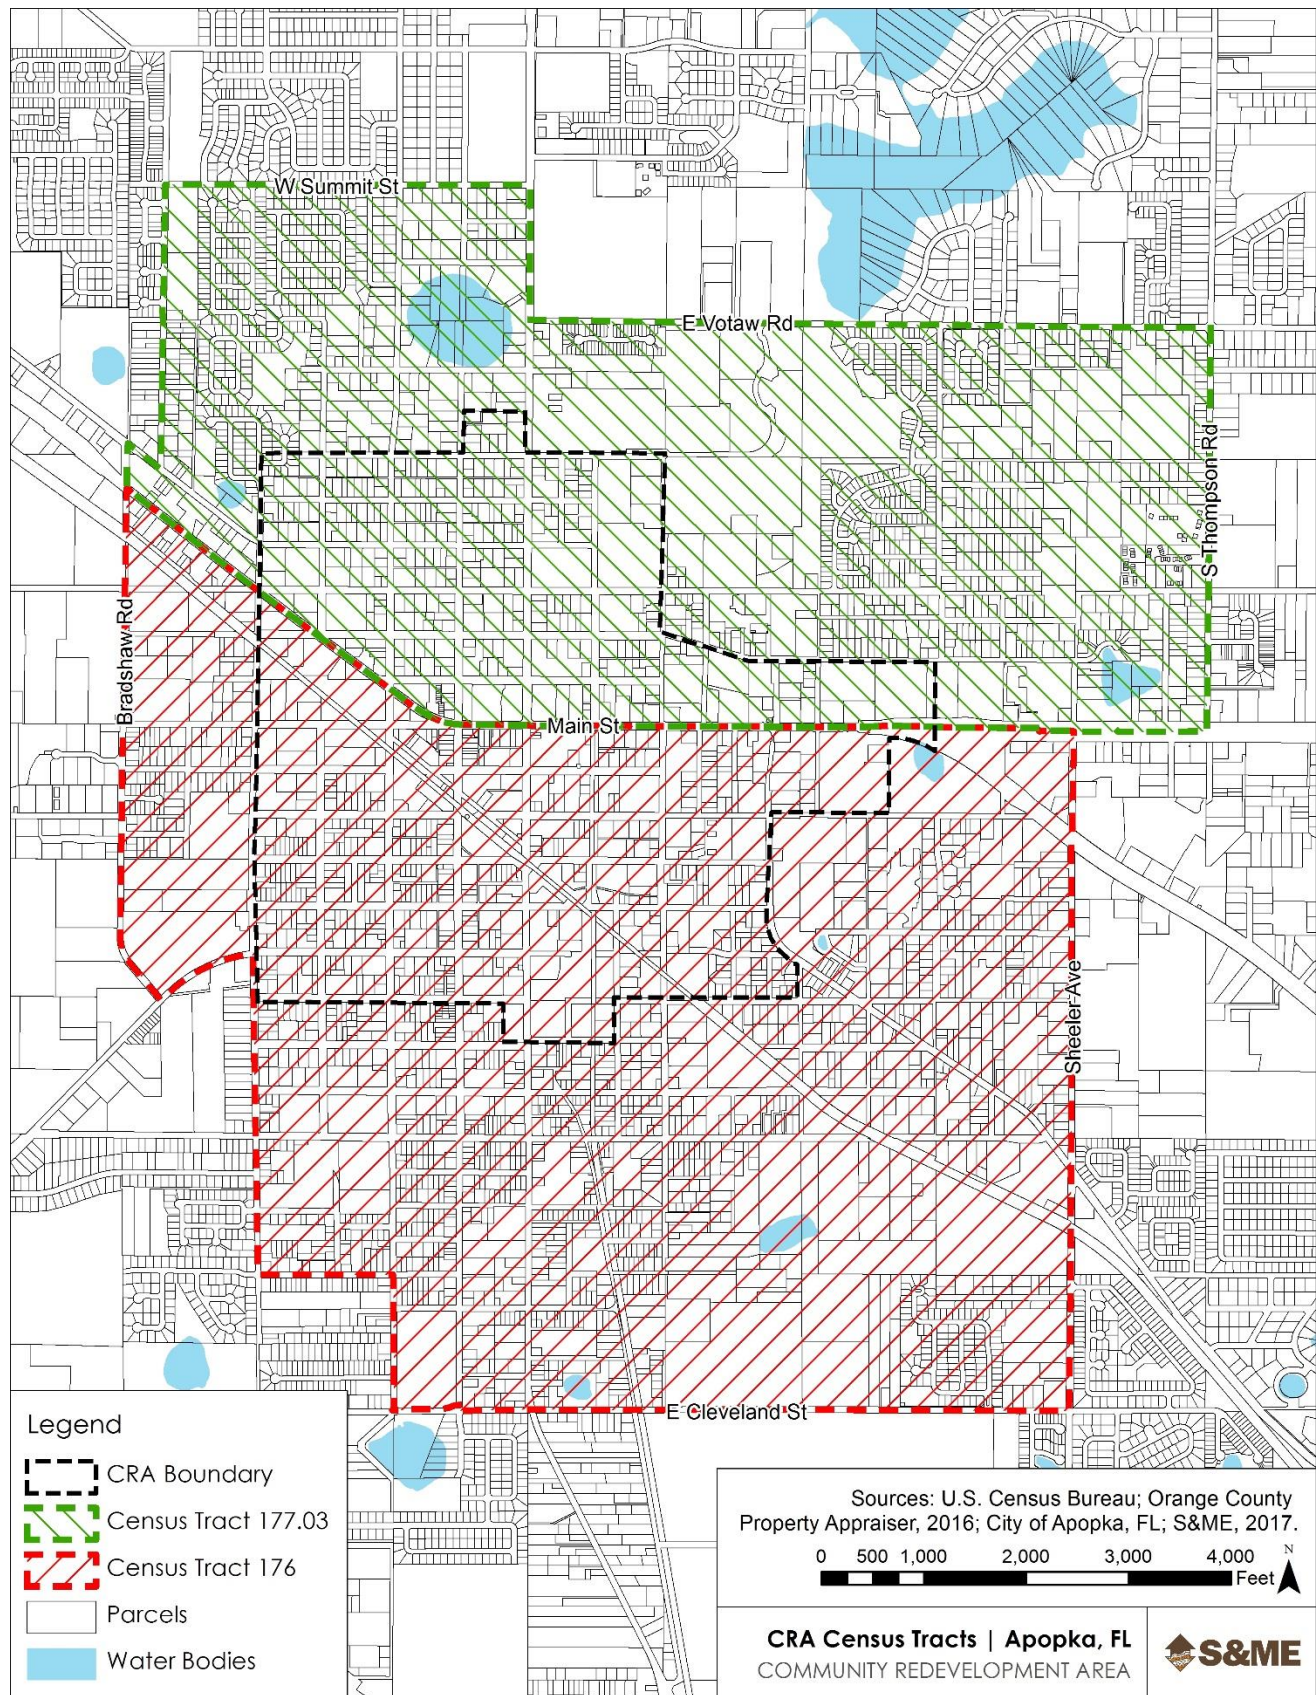 W Summit St
E Votaw Rd
S Thompson Rd
Bradshaw Rd
Main St
Sheeler Ave
E Cleveland St
Legend
CRA Boundary
Census Tract 177.03
Census Tract 176
Parcels
Water Bodies
Sources: U.S. Census Bureau; Orange County
Property Appraiser, 2016; City of Apopka, FL; S&ME, 2017.
0 500 1,000 2,000 3,000 4,000
Feet
N
CRA Census Tracts | Apopka, FL
COMMUNITY REDEVELOPMENT AREA
S&ME